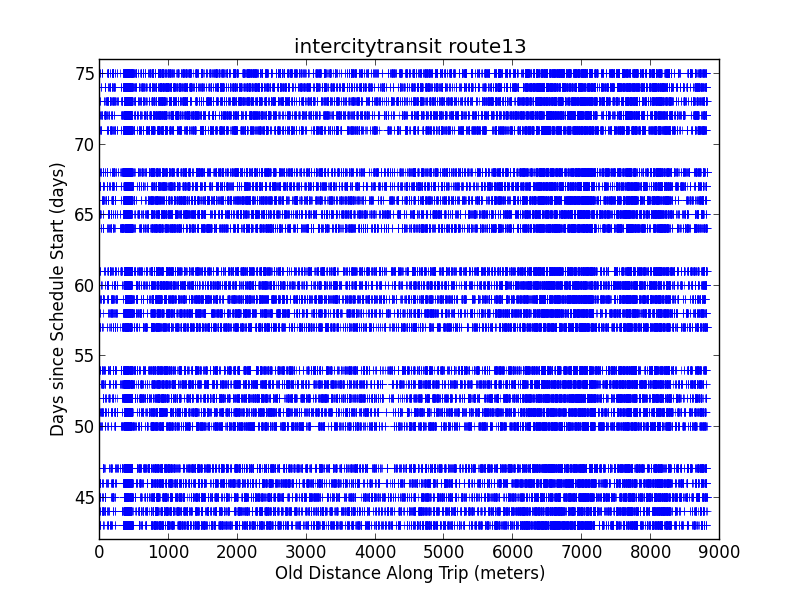 intercitytransit route13
Days since Schedule Start (days)
75
70
65
60
55
50
45
0 1000 2000 3000 4000 5000 6000 7000 8000 9000
Old Distance Along Trip (meters)